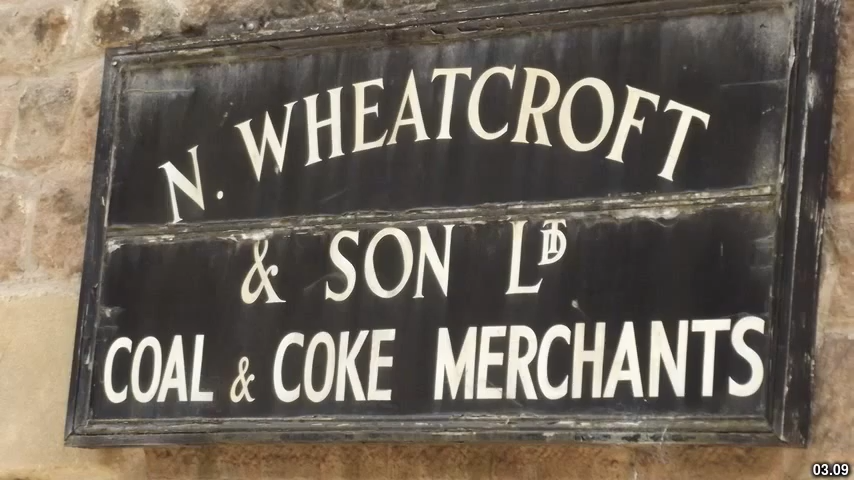 N. WHEATCROFT
& SON LTD
COAL & COKE MERCHANTS
03.09